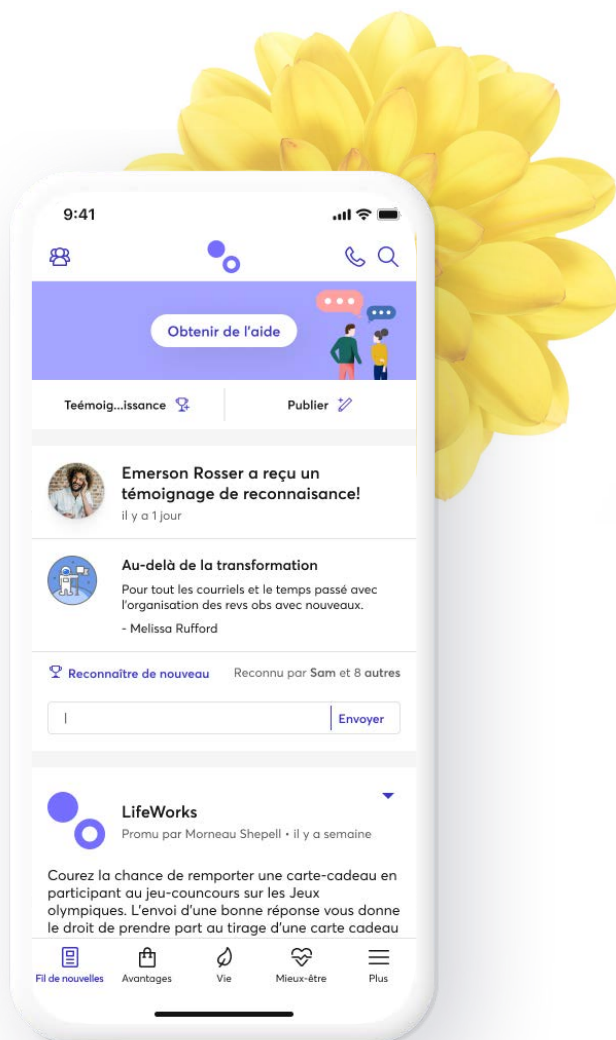 9:41
Obtenir de l'aide
Teémoig...issance
Publier
Emerson Rosser a reçu un
témoignage de reconnaisance!
il y a 1 jour
Au-delà de la transformation
Pour tout les courriels et le temps passé avec
l'organisation des revs obs avec nouveaux.
- Melissa Rufford
Reconnaître de nouveau Reconnu par Sam et 8 autres
Envoyer
LifeWorks
Promu par Morneau Shepell • il y a semaine
Courez la chance de remporter une carte-cadeau en
participant au jeu-councours sur les Jeux
olympiques. L'envoi d'une bonne réponse vous donne
le droit de prendre part au tirage d'une carte cadeau
Fil de nouvelles Avantages Vie Mieux-être Plus